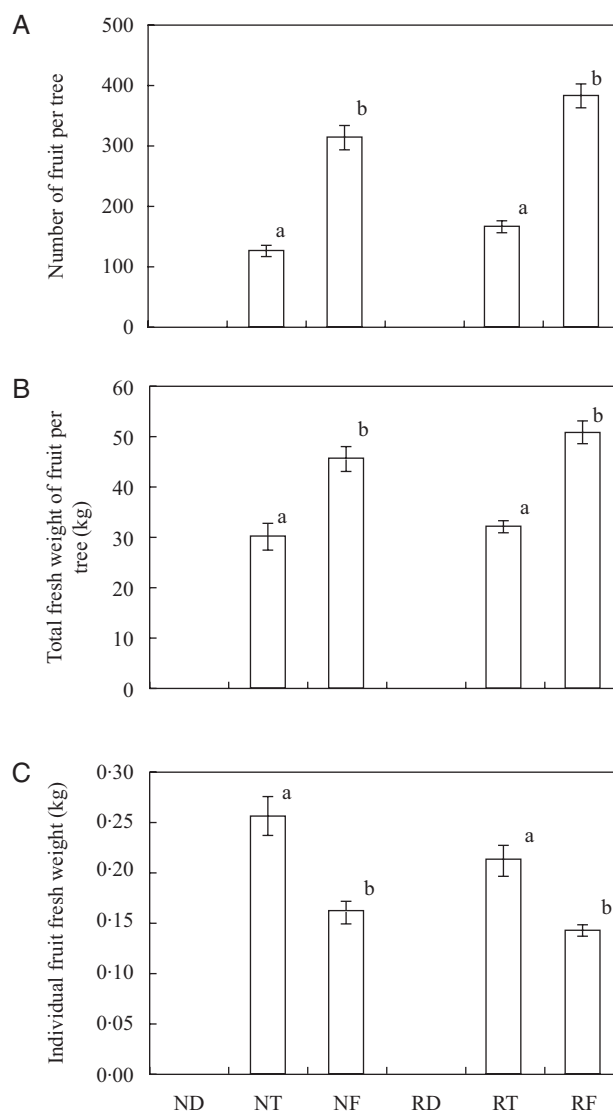 A
Number of fruit per tree
500
400
300
200
100
0
a
b
a
b
B
Total fresh weight of fruit per
tree (kg)
60
50
40
30
20
10
0
a
b
a
b
C
Individual fruit fresh weight (kg)
0·30
0·25
0·20
0·15
0·10
0·05
0·00
a
b
a
b
ND NT NF RD RT RF